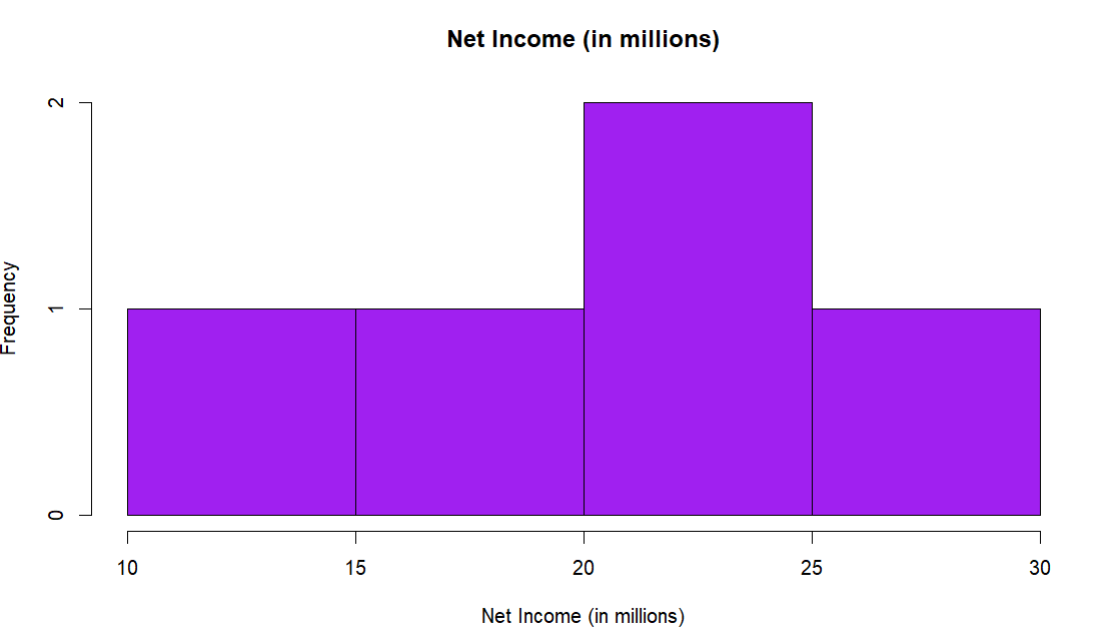 Net Income (in millions)
2
1
0
Frequency
10 15 20 25 30
Net Income (in millions)